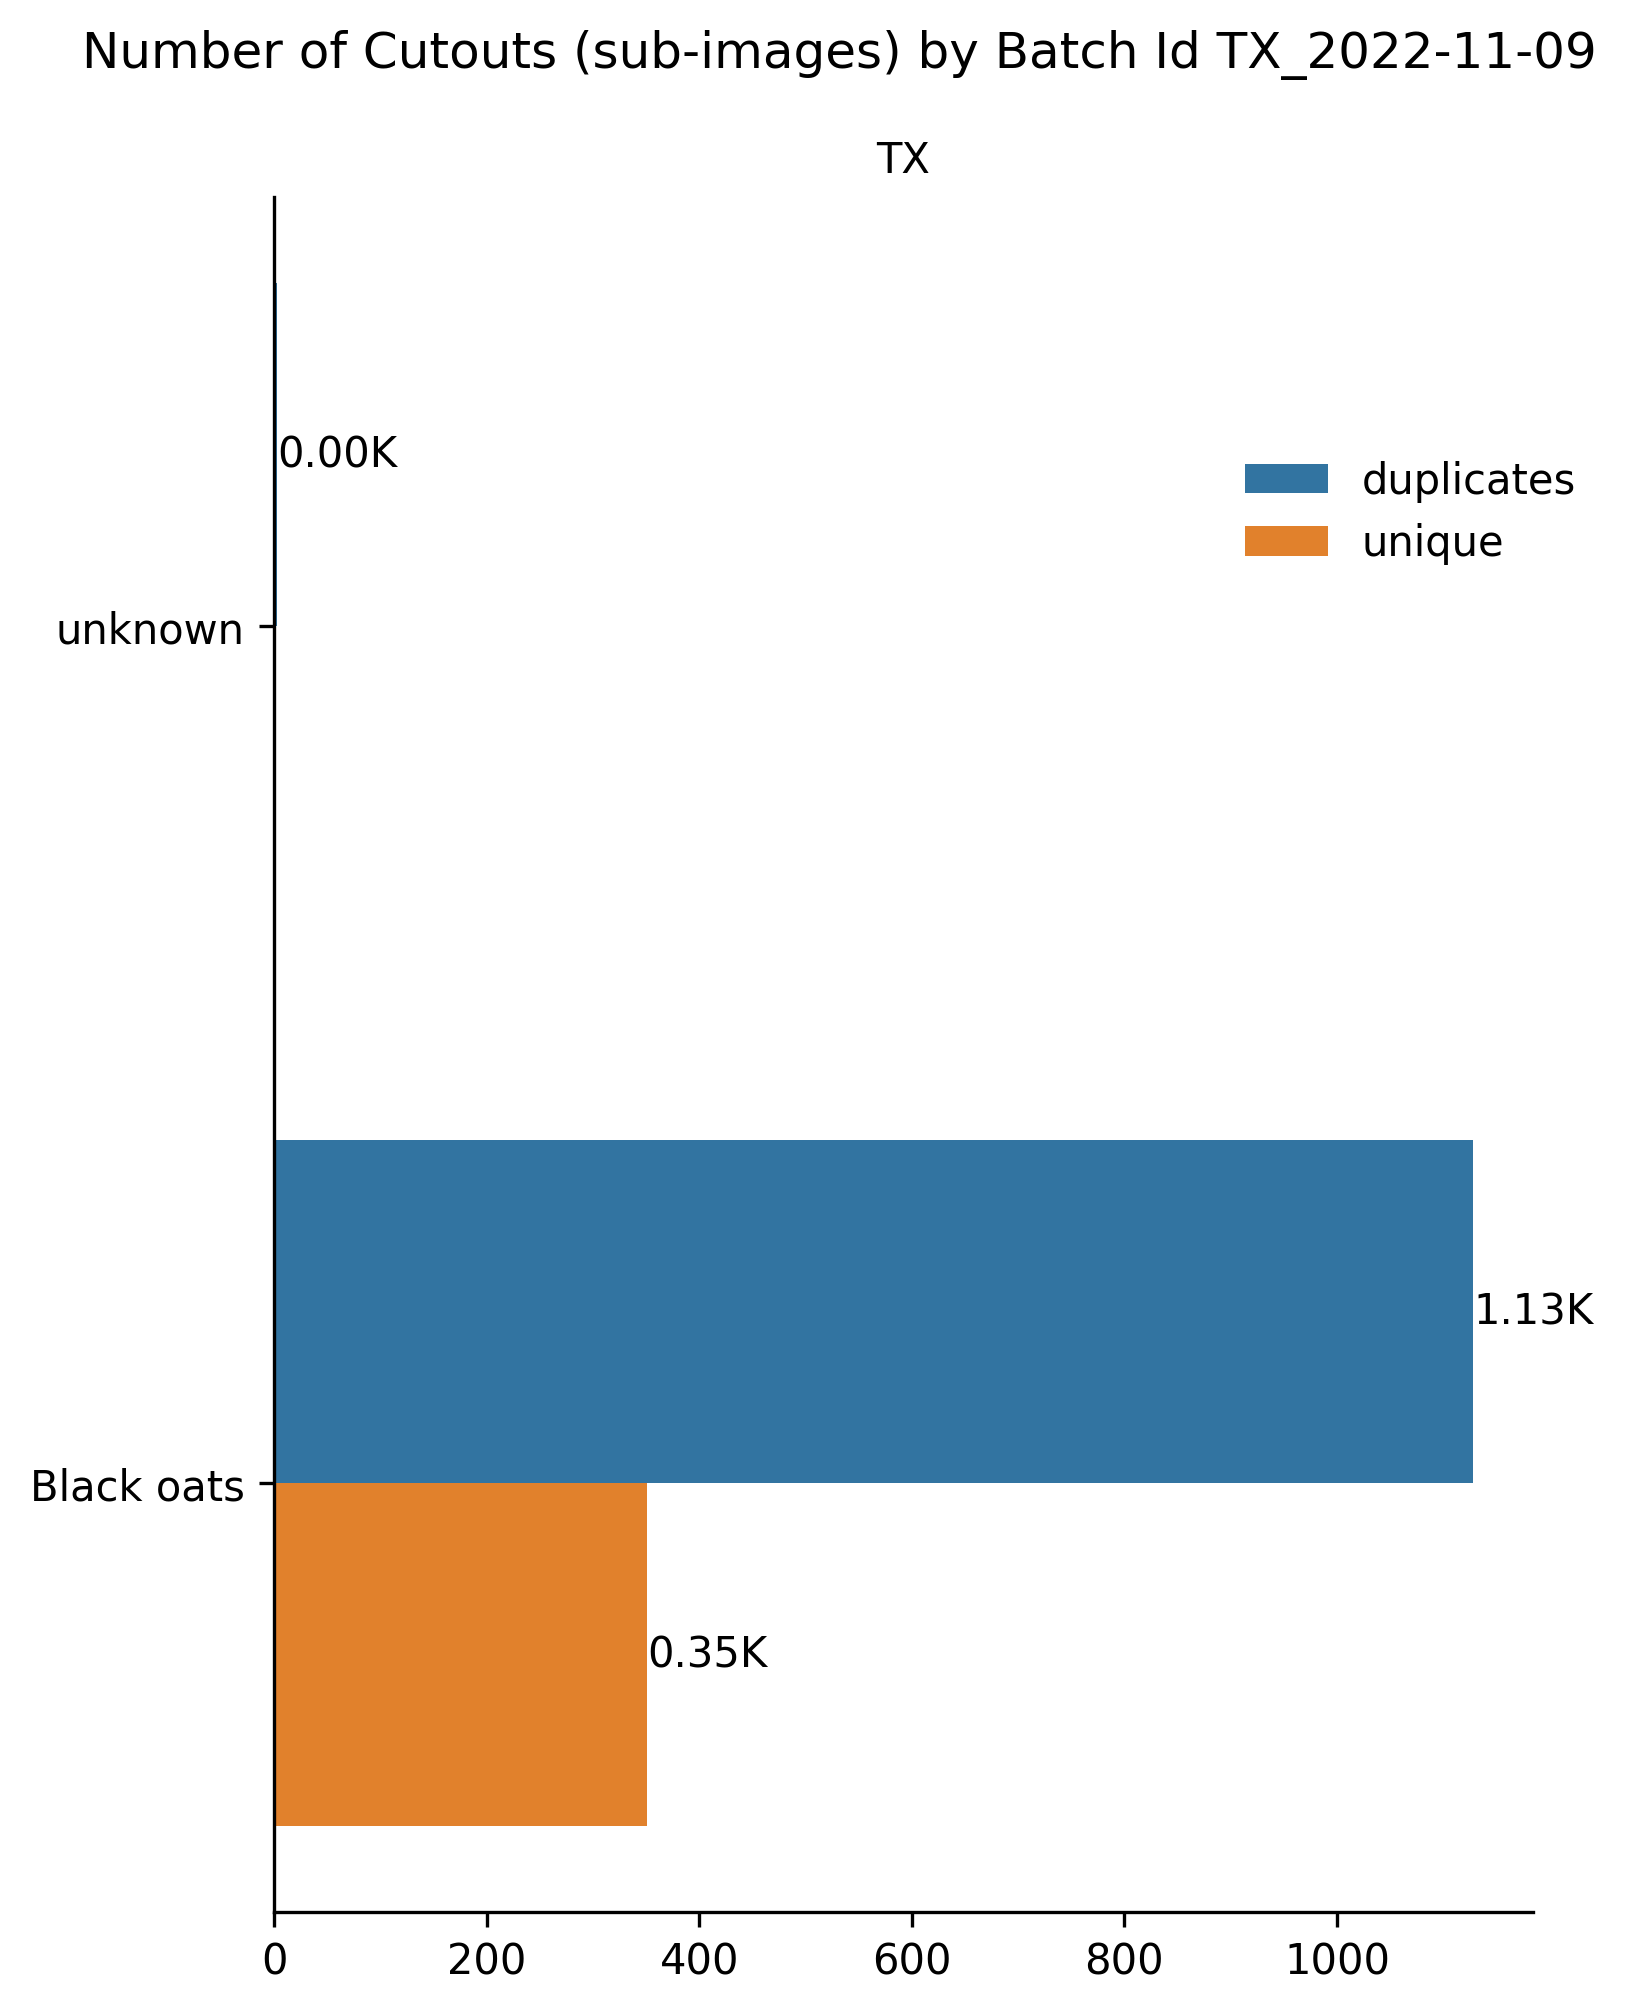 Number of Cutouts (sub-images) by Batch Id TX_2022-11-09
TX
0.00K
duplicates
unique
unknown
1.13K
Black oats
0.35K
0 200 400 600 800 1000